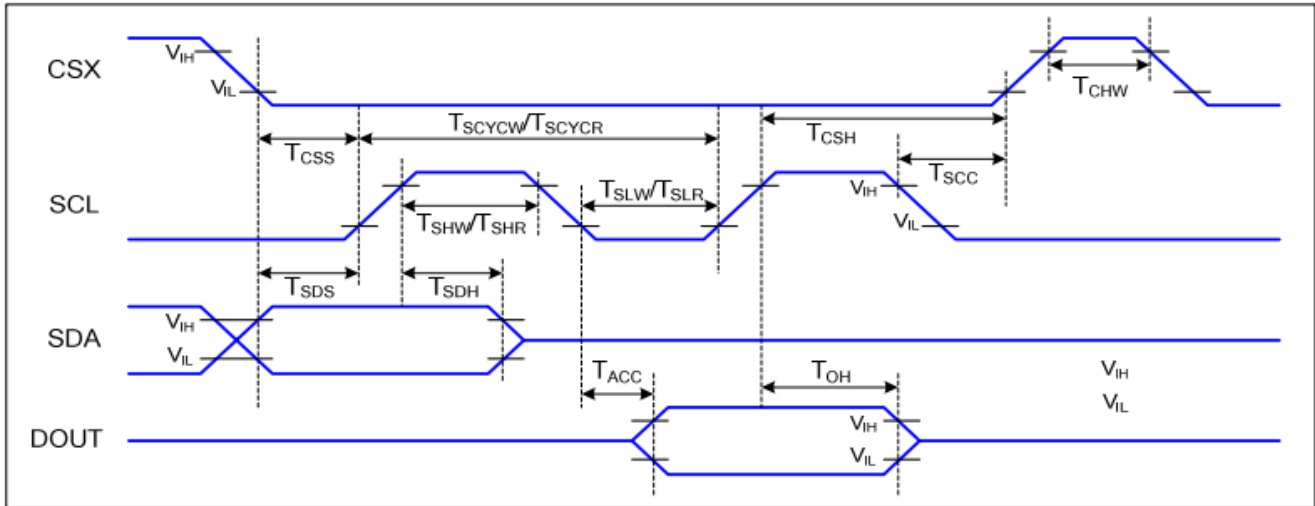 CSX
VIH
VIL
TCHW
TSCYCW/TSCYCR
TCSS
TCSH
TSCC
SCL
TSLW/TSLR
VIH
VIL
TSHW/TSHR
TSDS
TSDH
SDA
VIH
VIL
TACC
TOH
VIH
VIL
DOUT
VIH
VIL